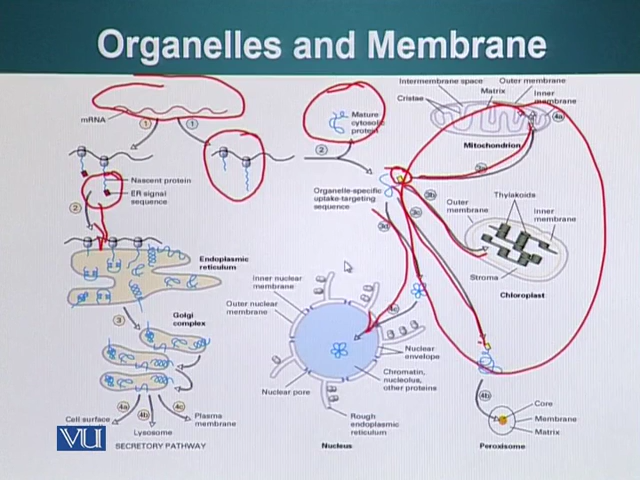 Organelles and Membrane
Intermembrane space
Outer membrane
Matrix
Inner
membrane
Cristae
4a
mRNA
1
1
Mature
cytosolic
protein
2
Mitochondrion
3a
Nascent protein
ER signal
sequence
2
Organelle-specific
uptake-targeting
sequence
3b
3c
3d
Thylakoids
Outer
membrane
Inner
membrane
Stroma
Chloroplast
Endoplasmic
reticulum
Inner nuclear
membrane
Outer nuclear
membrane
3
Golgi
complex
Nuclear
envelope
Chromatin,
nucleolus,
other proteins
Nuclear pore
4a
4b
4c
Cell surface
Lysosome
Plasma
membrane
4b
Core
Membrane
Matrix
Rough
endoplasmic
reticulum
VU
SECRETORY PATHWAY
Nucleus
Peroxisome